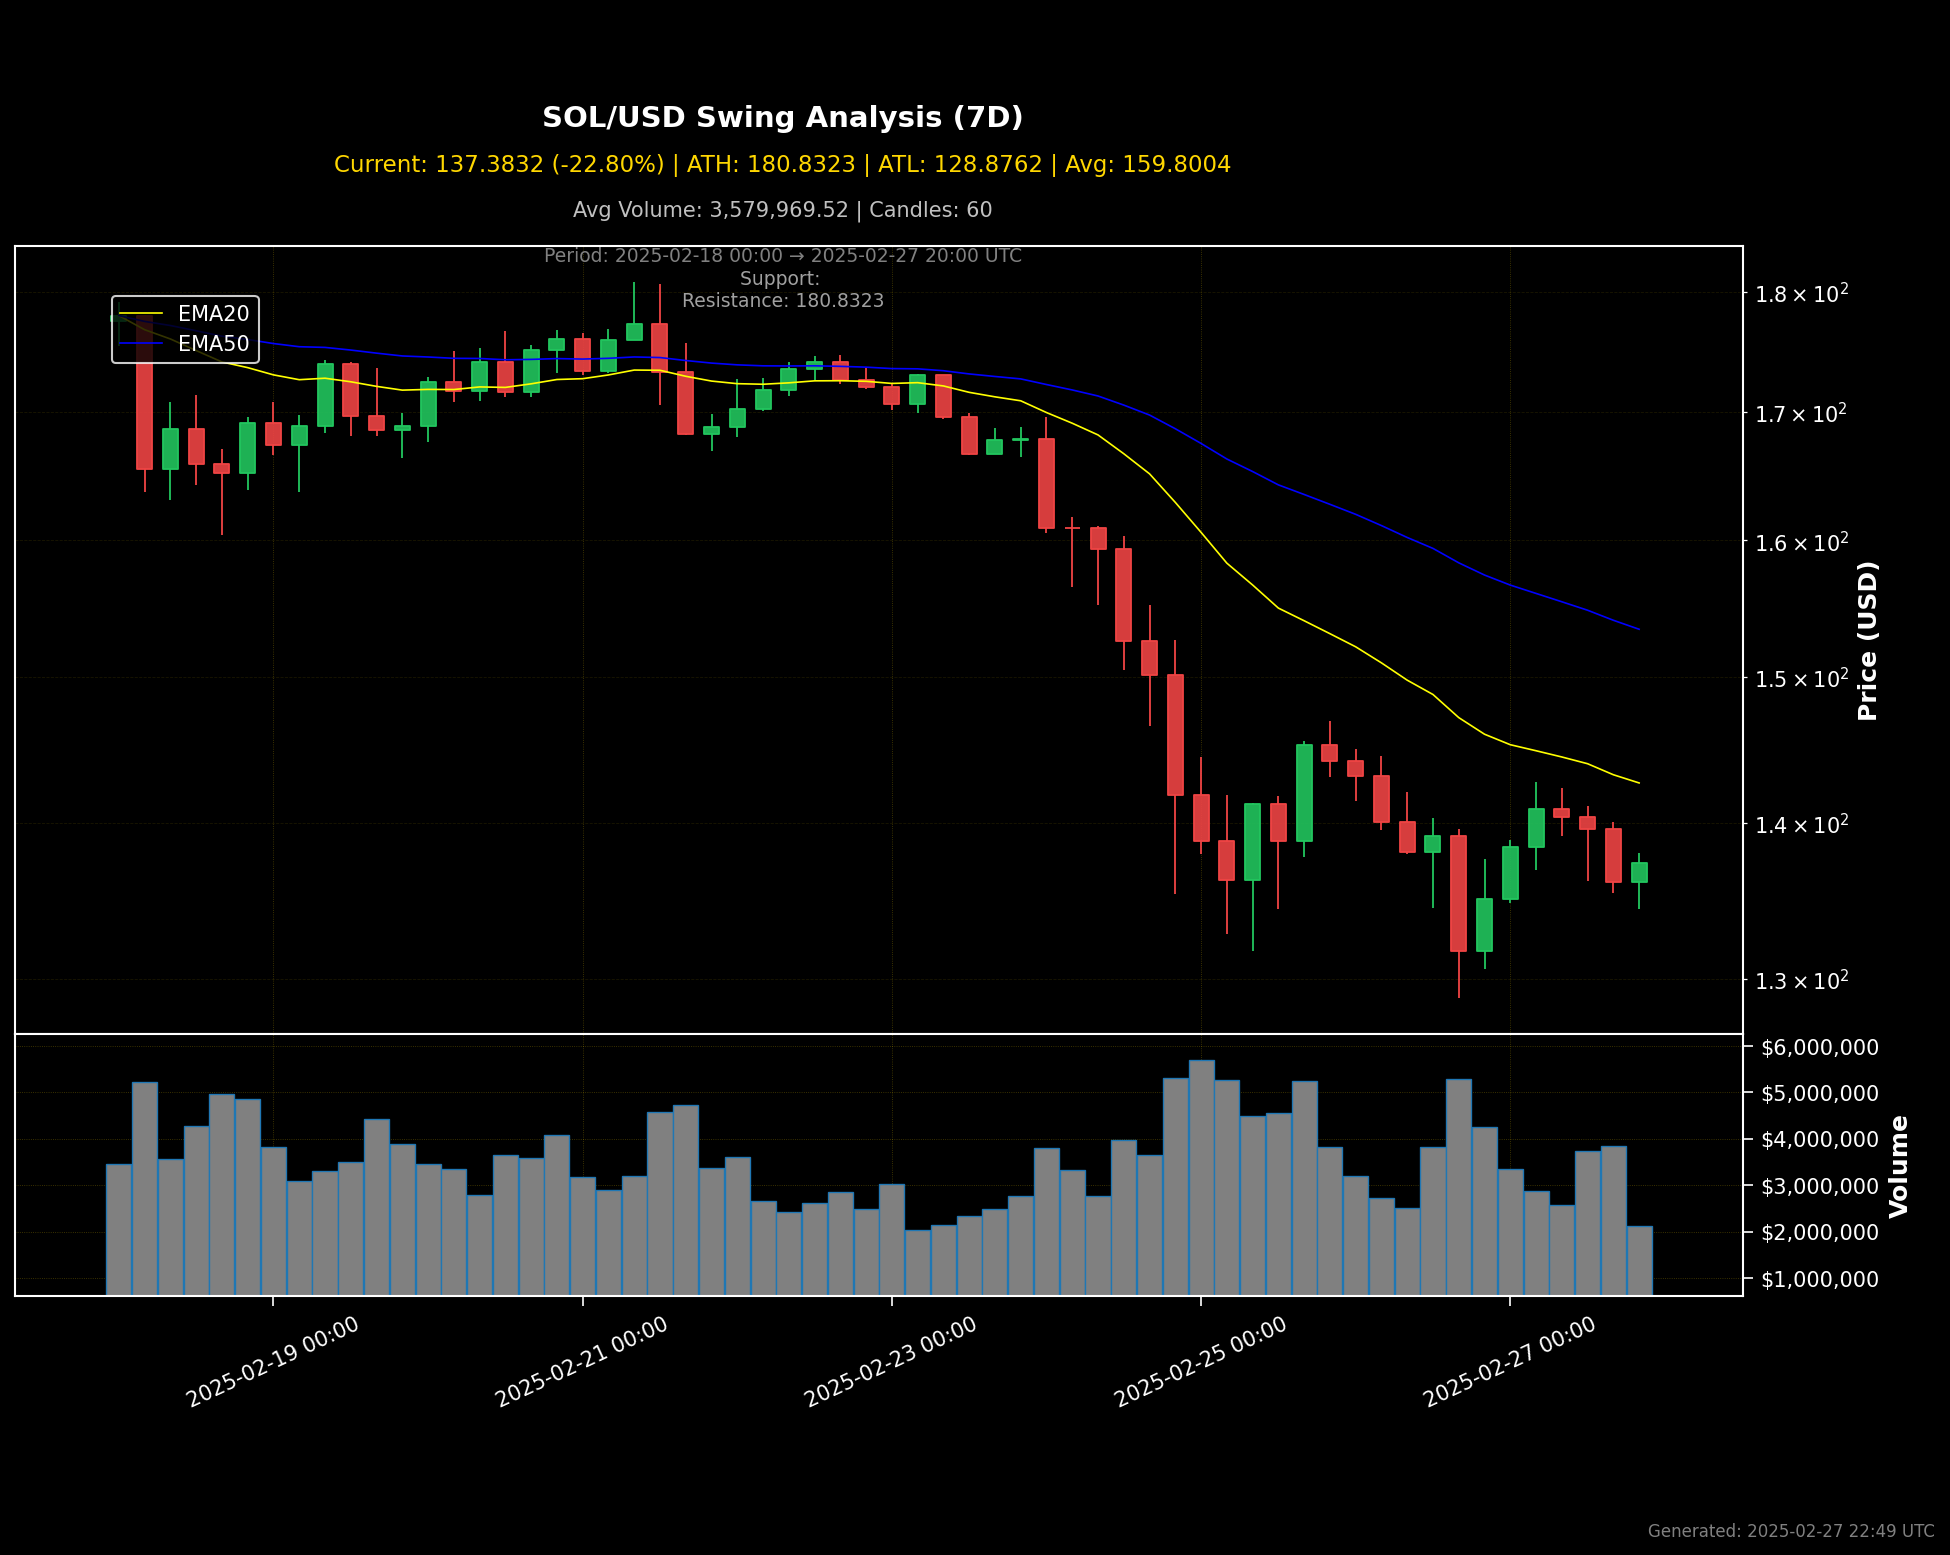 SOL/USD Swing Analysis (7D)
Current: 137.3832 (-22.80%) | ATH: 180.8323 | ATL: 128.8762 | Avg: 159.8004
Avg Volume: 3,579,969.52 | Candles: 60
Period: 2025-02-18 00:00 → 2025-02-27 20:00 UTC
Support:
Resistance: 180.8323
EMA20
EMA50
1.8 × 10²
1.7 × 10²
1.6 × 10²
1.5 × 10²
1.4 × 10²
1.3 × 10²
Price (USD)
$6,000,000
$5,000,000
$4,000,000
$3,000,000
$2,000,000
$1,000,000
Volume
2025-02-19 00:00
2025-02-21 00:00
2025-02-23 00:00
2025-02-25 00:00
2025-02-27 00:00
Generated: 2025-02-27 22:49 UTC